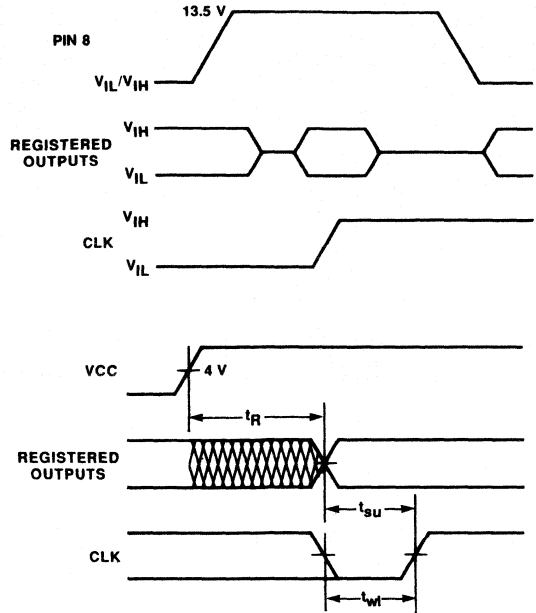 13.5 V
PIN 8
VIL/VIH
VIH
REGISTERED
OUTPUTS
VIL
VIH
CLK
VIL
VCC
4 V
tR
REGISTERED
OUTPUTS
tsu
CLK
twl